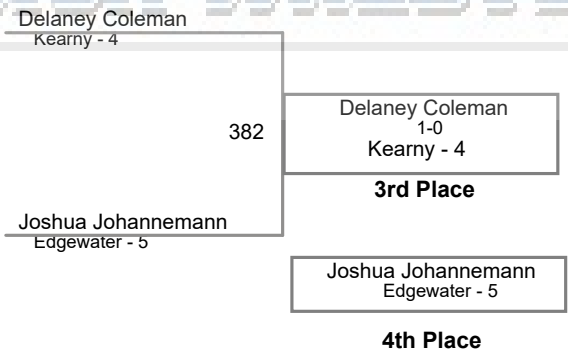 Delaney Coleman
Kearny - 4
382
Delaney Coleman
1-0
Kearny - 4
3rd Place
Joshua Johannemann
Edgewater - 5
Joshua Johannemann
Edgewater - 5
4th Place